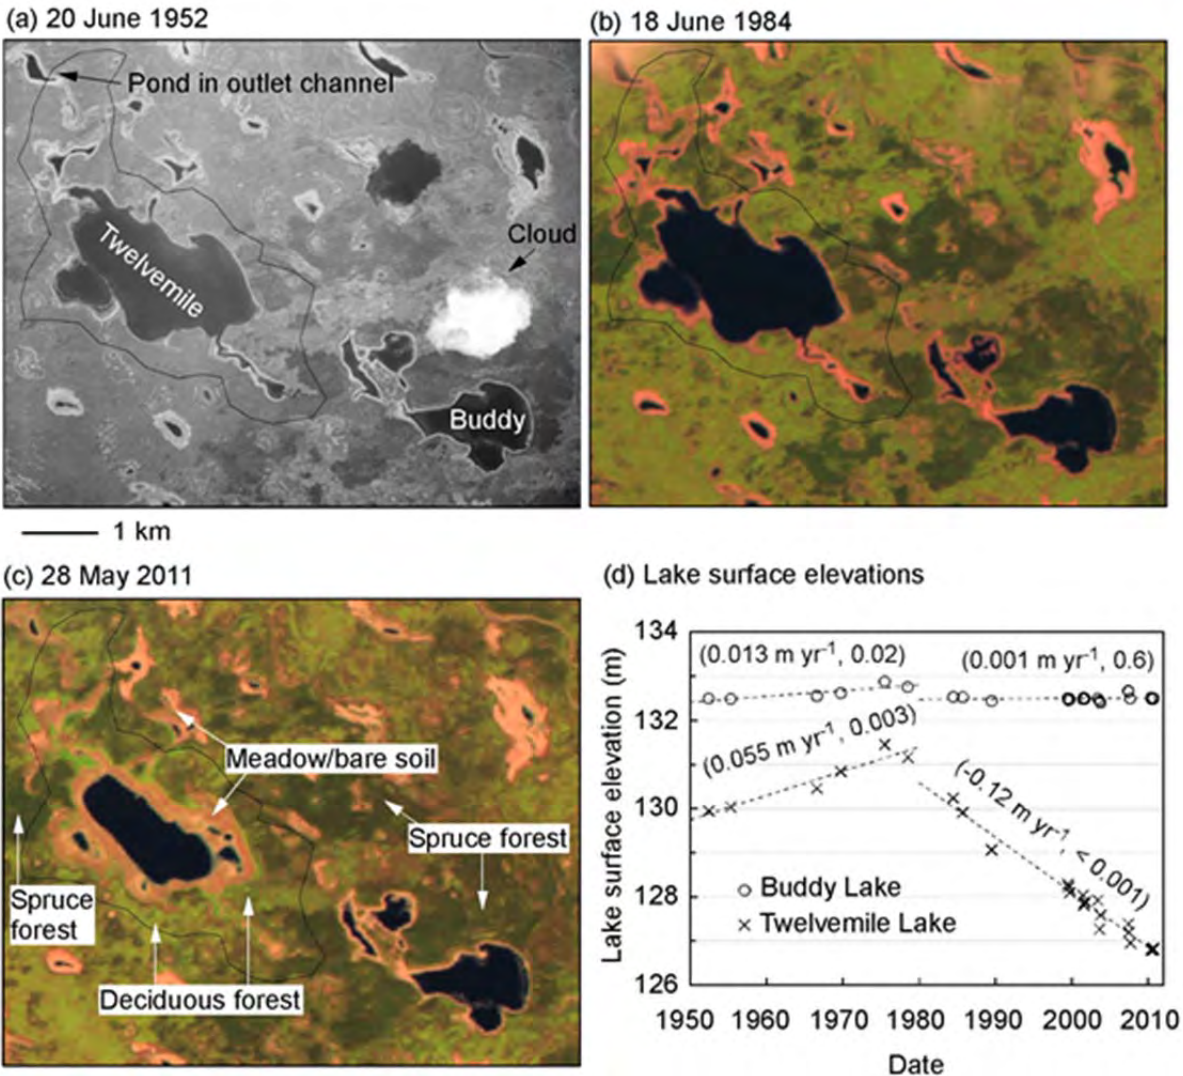 (a) 20 June 1952
Pond in outlet channel
Cloud
Twelvemile
Buddy
1 km
(b) 18 June 1984
(c) 28 May 2011
Meadow/bare soil
Spruce forest
Spruce
forest
Deciduous forest
(d) Lake surface elevations
Lake surface elevation (m)
134
132
130
128
126
(0.013 m yr⁻¹, 0.02)
(0.001 m yr⁻¹, 0.6)
(0.055 m yr⁻¹, 0.003)
(-0.12 m yr⁻¹, < 0.001)
Buddy Lake
Twelvemile Lake
1950 1960 1970 1980 1990 2000 2010
Date